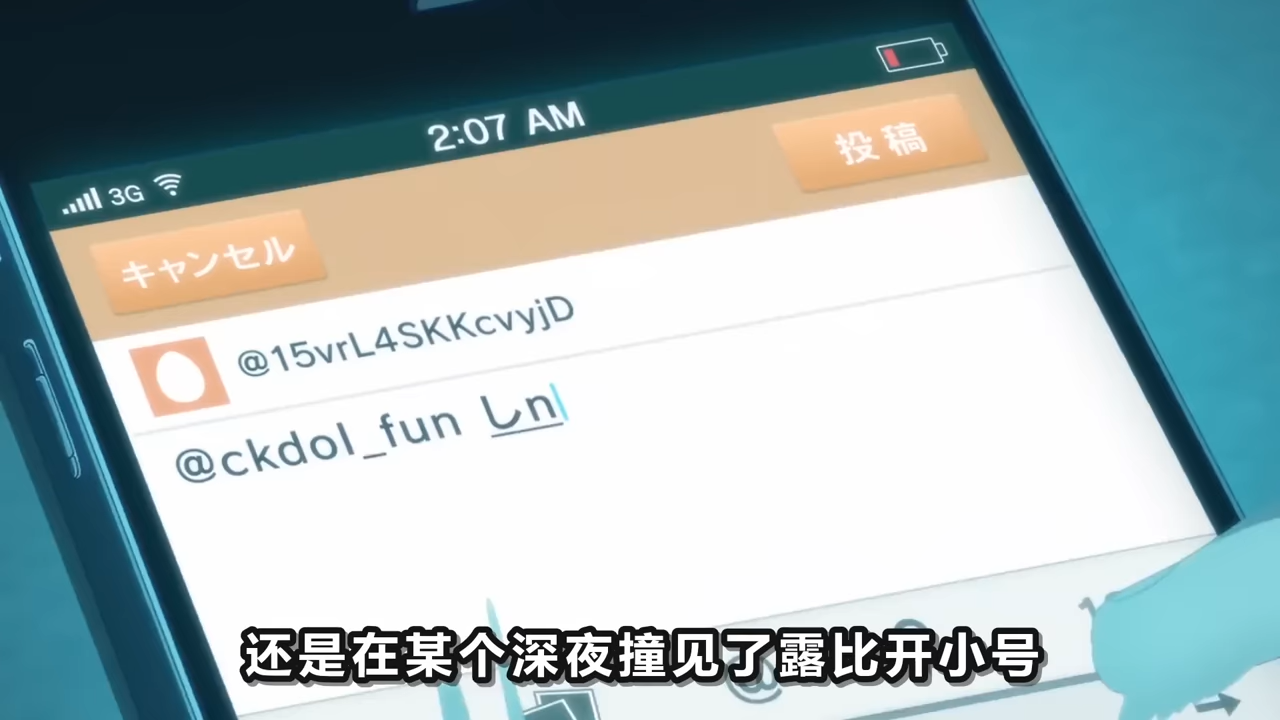 2:07 AM
3G
投稿
キャンセル
@15vrL4SKKcvyjD
@ckdol_fun しn
@
还是在某个深夜撞见了露比开小号